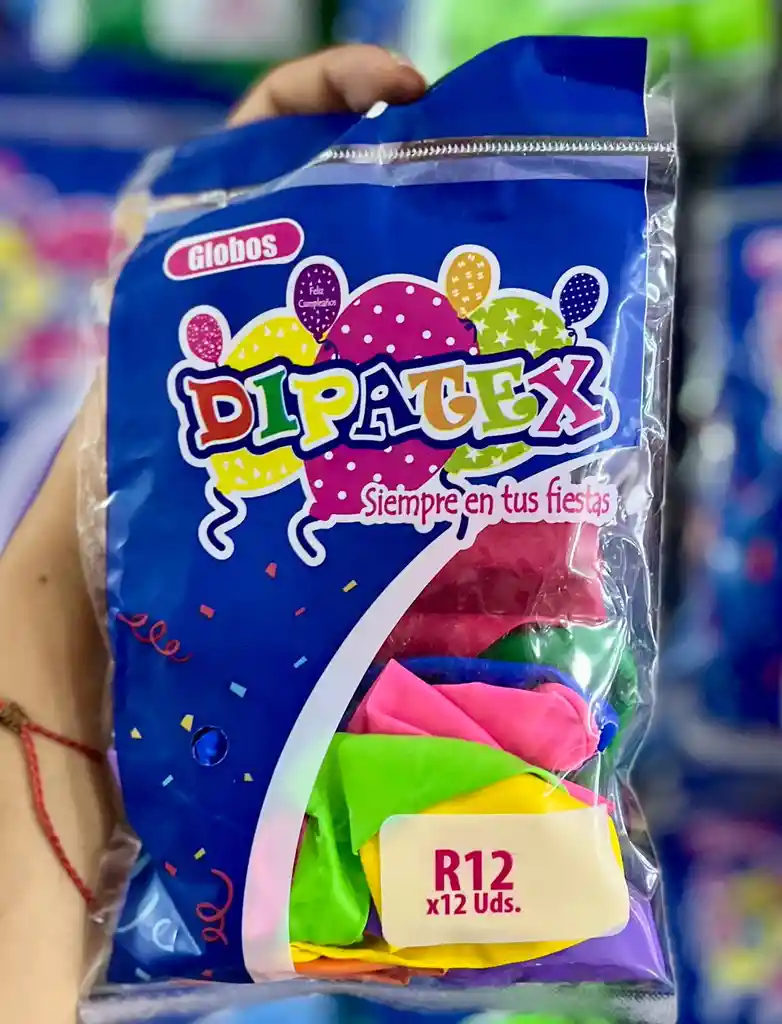 Globos
Feliz
Cumpleaños
DIPATEX
Siempre en tus fiestas
R12
x12 Uds.